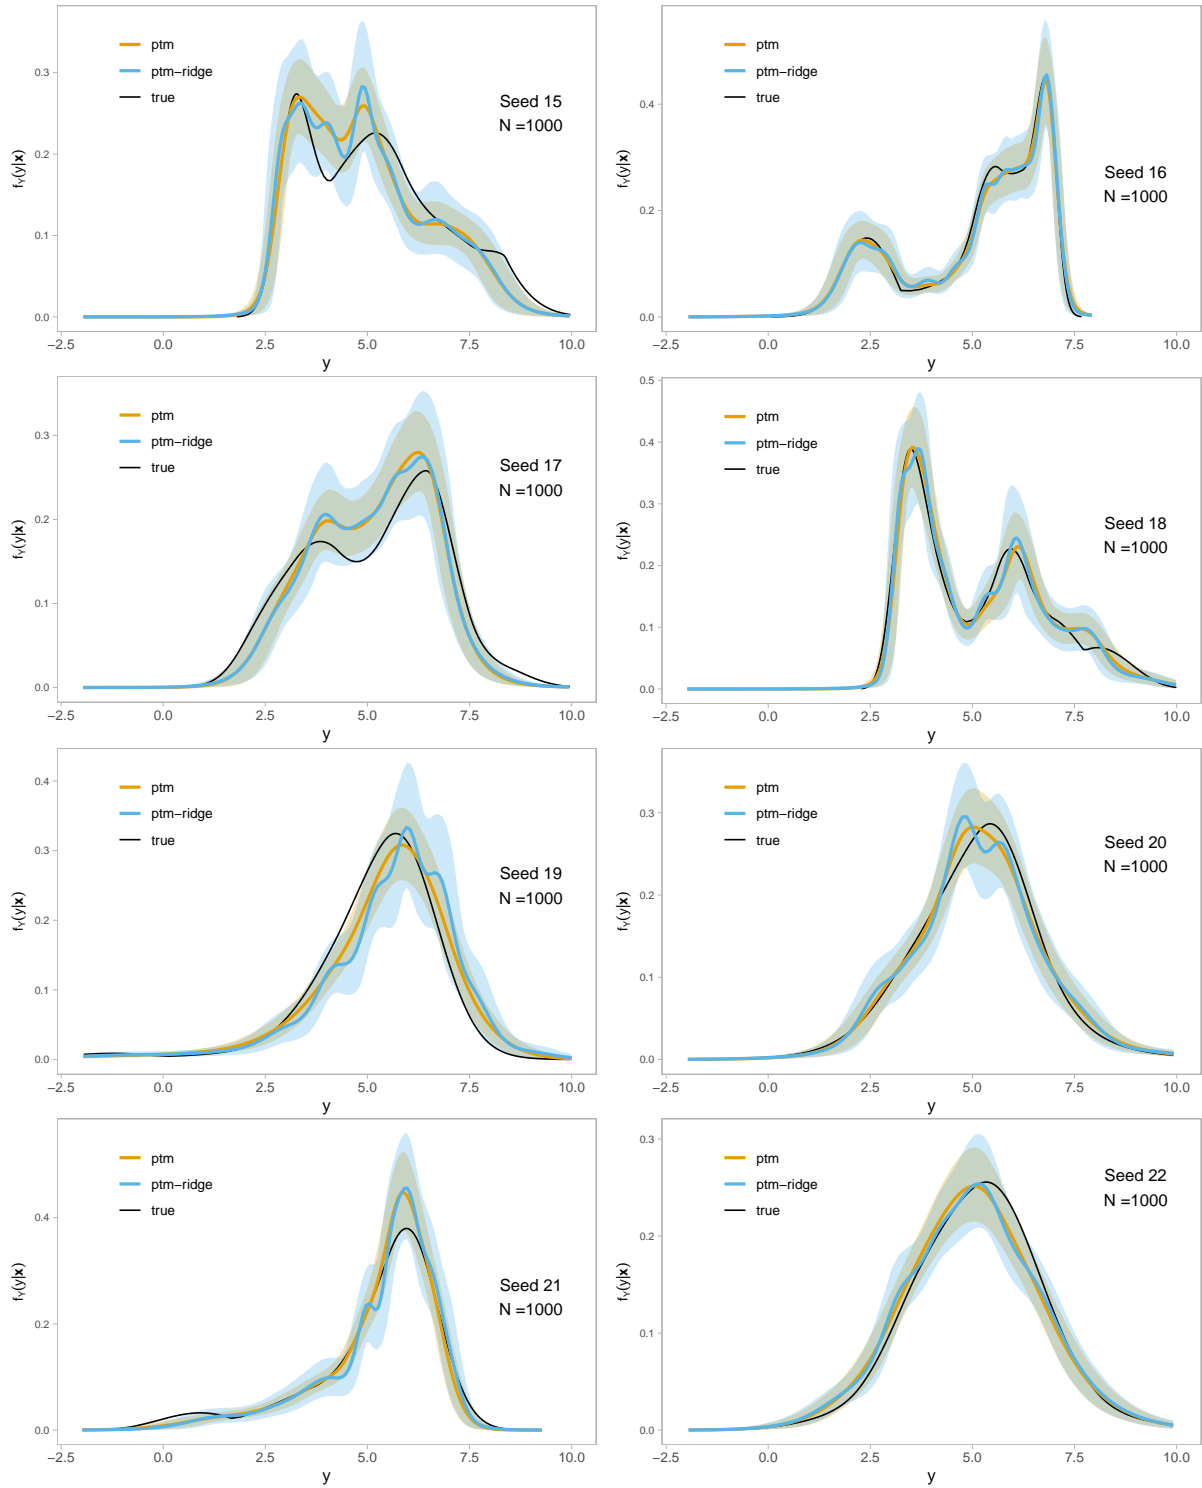 ptm
ptm−ridge
true
Seed 15
N =1000
0.3
0.2
0.1
0.0
fY(y|x)
−2.5 0.0 2.5 5.0 7.5 10.0
y
ptm
ptm−ridge
true
Seed 16
N =1000
0.4
0.2
0.0
fY(y|x)
−2.5 0.0 2.5 5.0 7.5 10.0
y
ptm
ptm−ridge
true
Seed 17
N =1000
0.3
0.2
0.1
0.0
fY(y|x)
−2.5 0.0 2.5 5.0 7.5 10.0
y
ptm
ptm−ridge
true
Seed 18
N =1000
0.5
0.4
0.3
0.2
0.1
0.0
fY(y|x)
−2.5 0.0 2.5 5.0 7.5 10.0
y
ptm
ptm−ridge
true
Seed 19
N =1000
0.4
0.3
0.2
0.1
0.0
fY(y|x)
−2.5 0.0 2.5 5.0 7.5 10.0
y
ptm
ptm−ridge
true
Seed 20
N =1000
0.3
0.2
0.1
0.0
fY(y|x)
−2.5 0.0 2.5 5.0 7.5 10.0
y
ptm
ptm−ridge
true
Seed 21
N =1000
0.4
0.2
0.0
fY(y|x)
−2.5 0.0 2.5 5.0 7.5 10.0
y
ptm
ptm−ridge
true
Seed 22
N =1000
0.3
0.2
0.1
0.0
fY(y|x)
−2.5 0.0 2.5 5.0 7.5 10.0
y